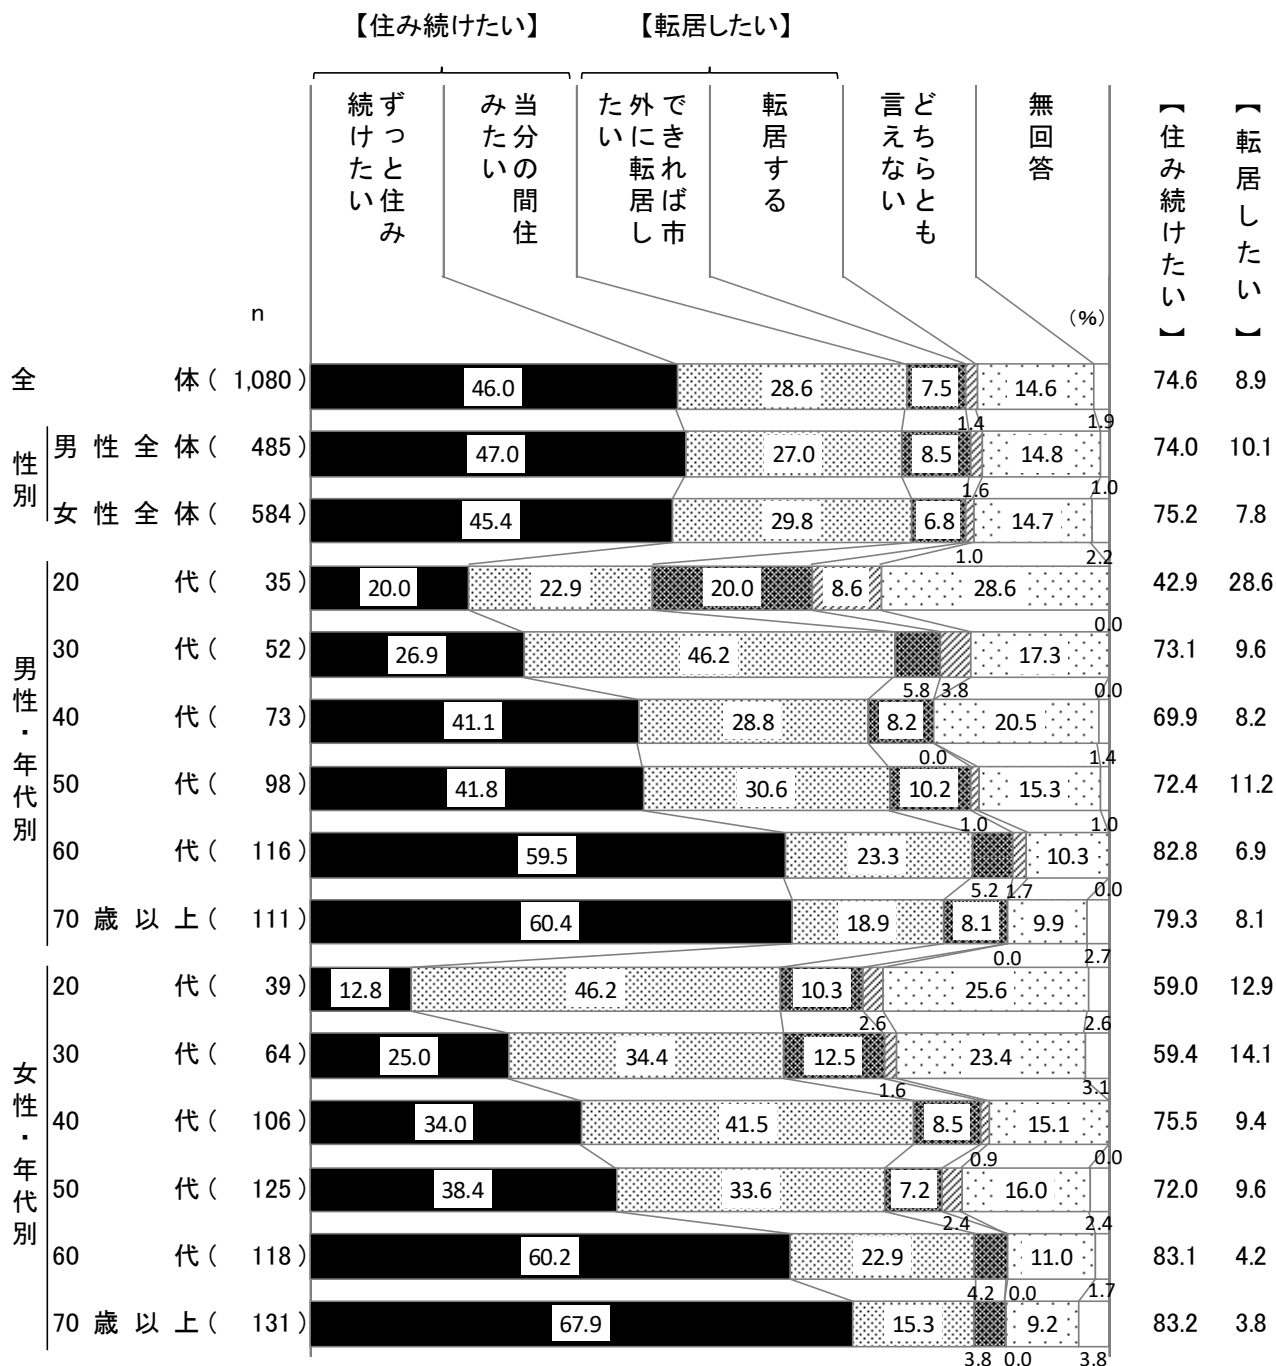 【住み続けたい】 【転居したい】
ずっと住み続けたい
当分の間住みたい
できれば市外に転居したい
転居する
どちらとも言えない
無回答
【住み続けたい】
【転居したい】
n
(%)
全体( 1,080 ) 46.0 28.6 7.5 14.6 74.6 8.9
1.4 1.9
性別
男性全体( 485 ) 47.0 27.0 8.5 14.8 74.0 10.1
1.6 1.0
女性全体( 584 ) 45.4 29.8 6.8 14.7 75.2 7.8
1.0 2.2
男性・年代別
20代( 35 ) 20.0 22.9 20.0 8.6 28.6 42.9 28.6
0.0
30代( 52 ) 26.9 46.2 17.3 73.1 9.6
5.8 3.8 0.0
40代( 73 ) 41.1 28.8 8.2 20.5 69.9 8.2
0.0 1.4
50代( 98 ) 41.8 30.6 10.2 15.3 72.4 11.2
1.0 1.0
60代( 116 ) 59.5 23.3 10.3 82.8 6.9
5.2 1.7 0.0
70歳以上( 111 ) 60.4 18.9 8.1 9.9 79.3 8.1
0.0 2.7
女性・年代別
20代( 39 ) 12.8 46.2 10.3 25.6 59.0 12.9
2.6 2.6
30代( 64 ) 25.0 34.4 12.5 23.4 59.4 14.1
1.6 3.1
40代( 106 ) 34.0 41.5 8.5 15.1 75.5 9.4
0.9 0.0
50代( 125 ) 38.4 33.6 7.2 16.0 72.0 9.6
2.4 2.4
60代( 118 ) 60.2 22.9 11.0 83.1 4.2
4.2 0.0 1.7
70歳以上( 131 ) 67.9 15.3 9.2 83.2 3.8
3.8 0.0 3.8